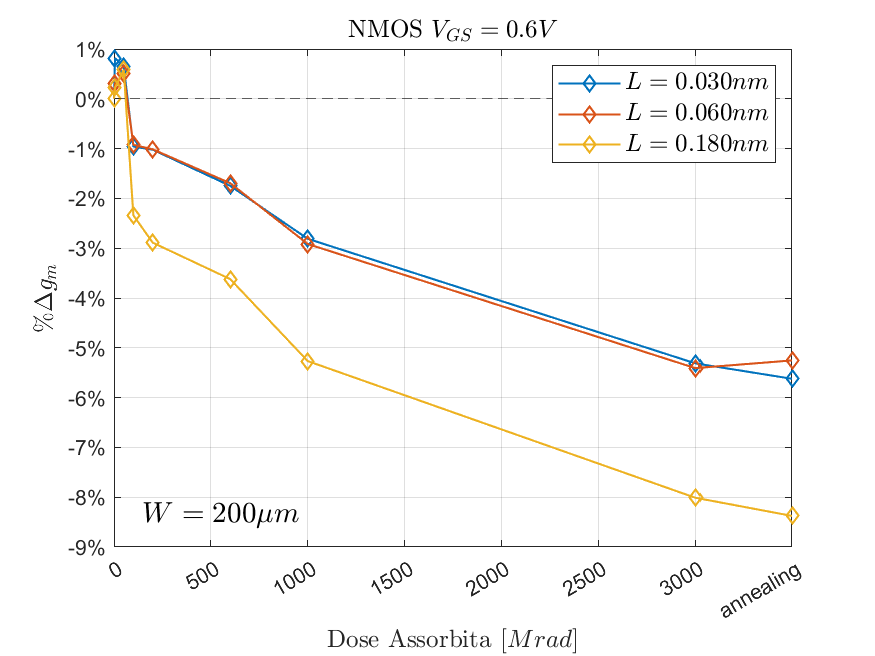 NMOS V_{GS} = 0.6V
1%
0%
-1%
-2%
-3%
-4%
-5%
-6%
-7%
-8%
-9%
%Δg_m
L = 0.030nm
L = 0.060nm
L = 0.180nm
W = 200μm
0
500
1000
1500
2000
2500
3000
annealing
Dose Assorbita [Mrad]